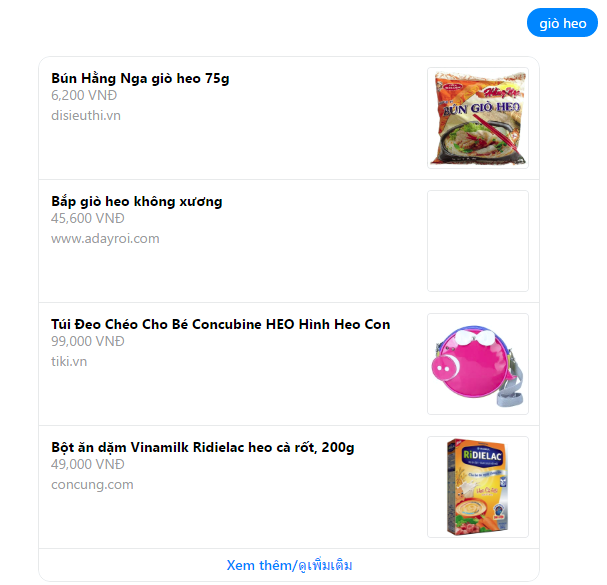 giò heo
Bún Hằng Nga giò heo 75g
6,200 VNĐ
disieuthi.vn
Hằng Nga
BÚN GIÒ HEO
Bắp giò heo không xương
45,600 VNĐ
www.adayroi.com
Túi Đeo Chéo Cho Bé Concubine HEO Hình Heo Con
99,000 VNĐ
tiki.vn
Bột ăn dặm Vinamilk Ridielac heo cà rốt, 200g
49,000 VNĐ
concung.com
RiDIELAC
Xem thêm/ดูเพิ่มเติม